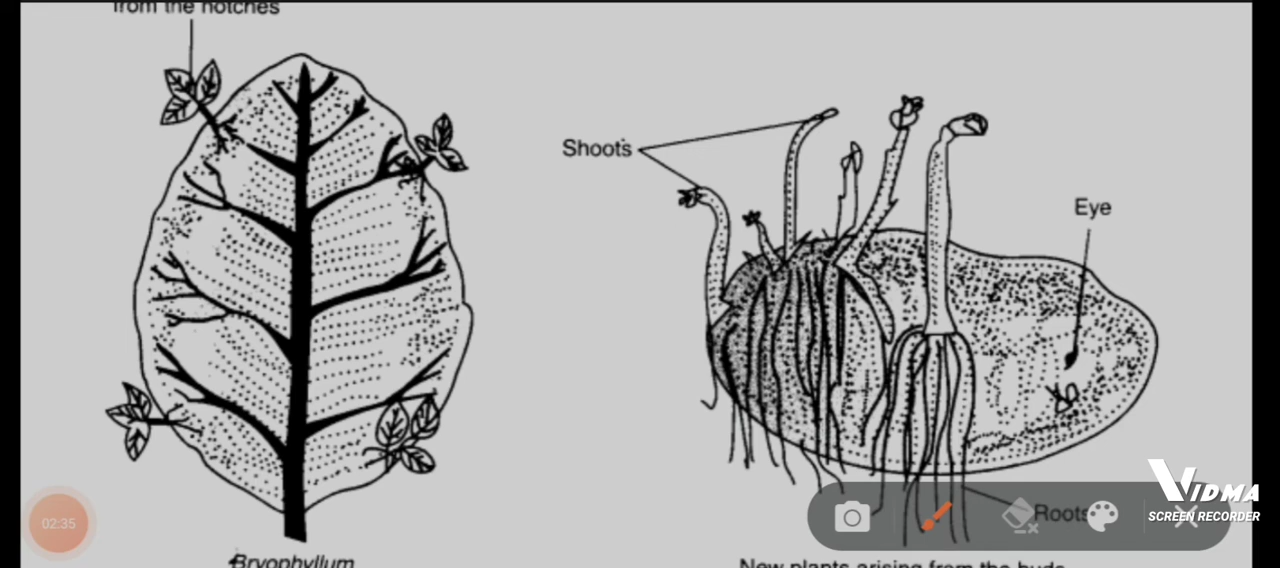 from the notches
Shoots
Eye
Roots
Bryophyllum
New plants arising from the buds
02:35
VIDMA
SCREEN RECORDER